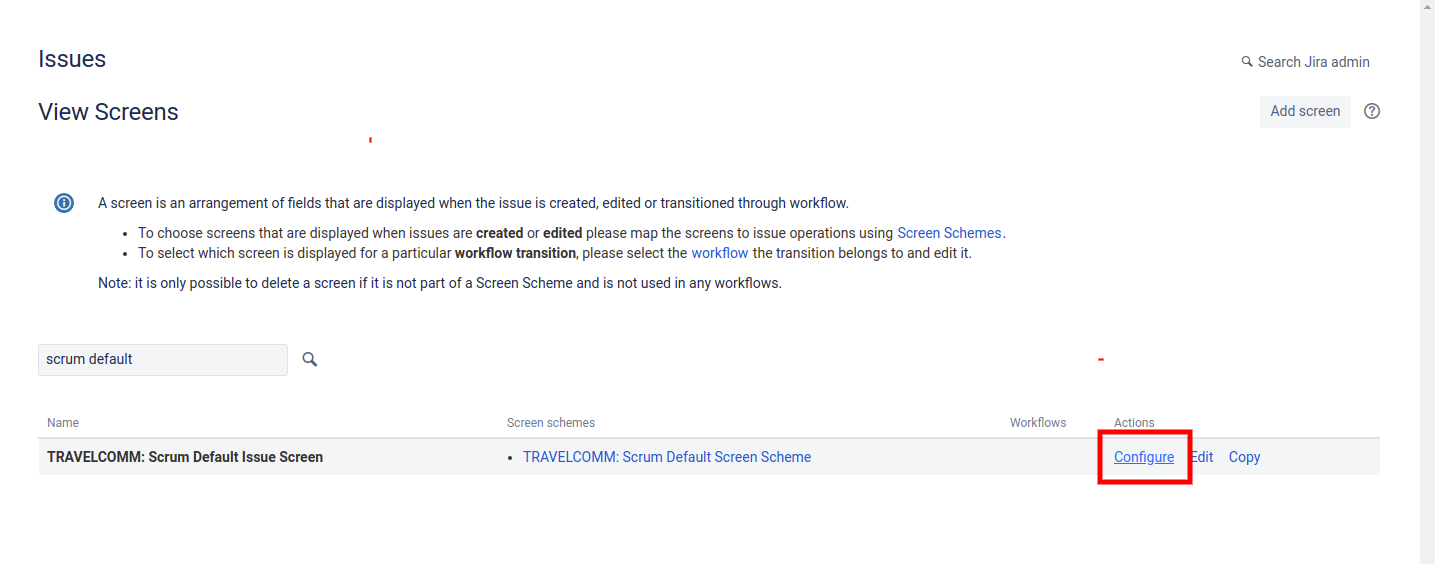 Issues
Search Jira admin
View Screens
Add screen
A screen is an arrangement of fields that are displayed when the issue is created, edited or transitioned through workflow.
• To choose screens that are displayed when issues are created or edited please map the screens to issue operations using Screen Schemes.
• To select which screen is displayed for a particular workflow transition, please select the workflow the transition belongs to and edit it.
Note: it is only possible to delete a screen if it is not part of a Screen Scheme and is not used in any workflows.
scrum default
Name Screen schemes Workflows Actions
TRAVELCOMM: Scrum Default Issue Screen • TRAVELCOMM: Scrum Default Screen Scheme Configure Edit Copy